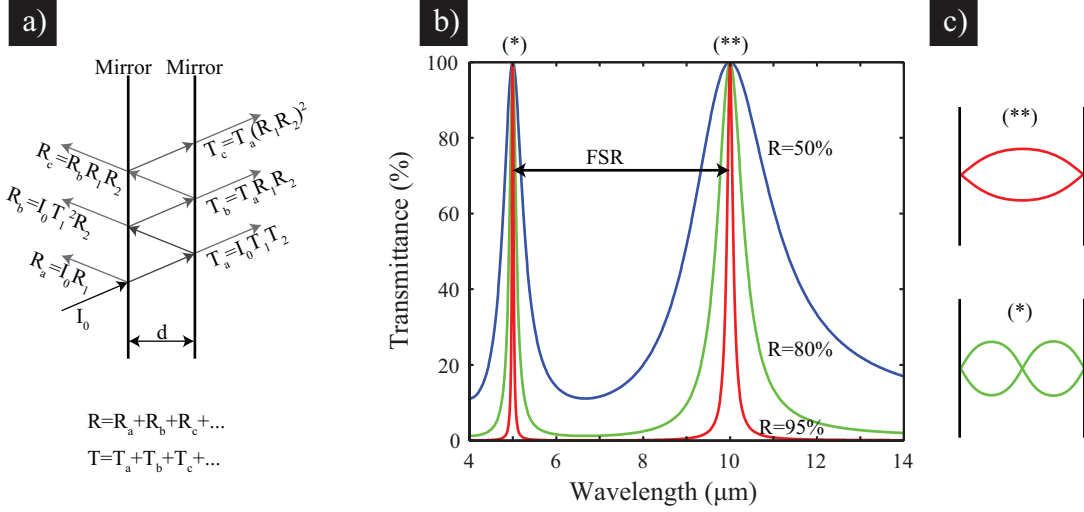 a)
Mirror Mirror
T_c=T_a(R_1R_2)^2
R_c=R_bR_1R_2
T_b=T_aR_1R_2
R_b=I_0T_1^2R_2
T_a=I_0T_1T_2
R_a=I_0R_1
I_0
d
R=R_a+R_b+R_c+...
T=T_a+T_b+T_c+...
b)
(*) (**)
100
80
60
40
20
0
Transmittance (%)
FSR
R=50%
R=80%
R=95%
4 6 8 10 12 14
Wavelength (μm)
c)
(**)
(*)